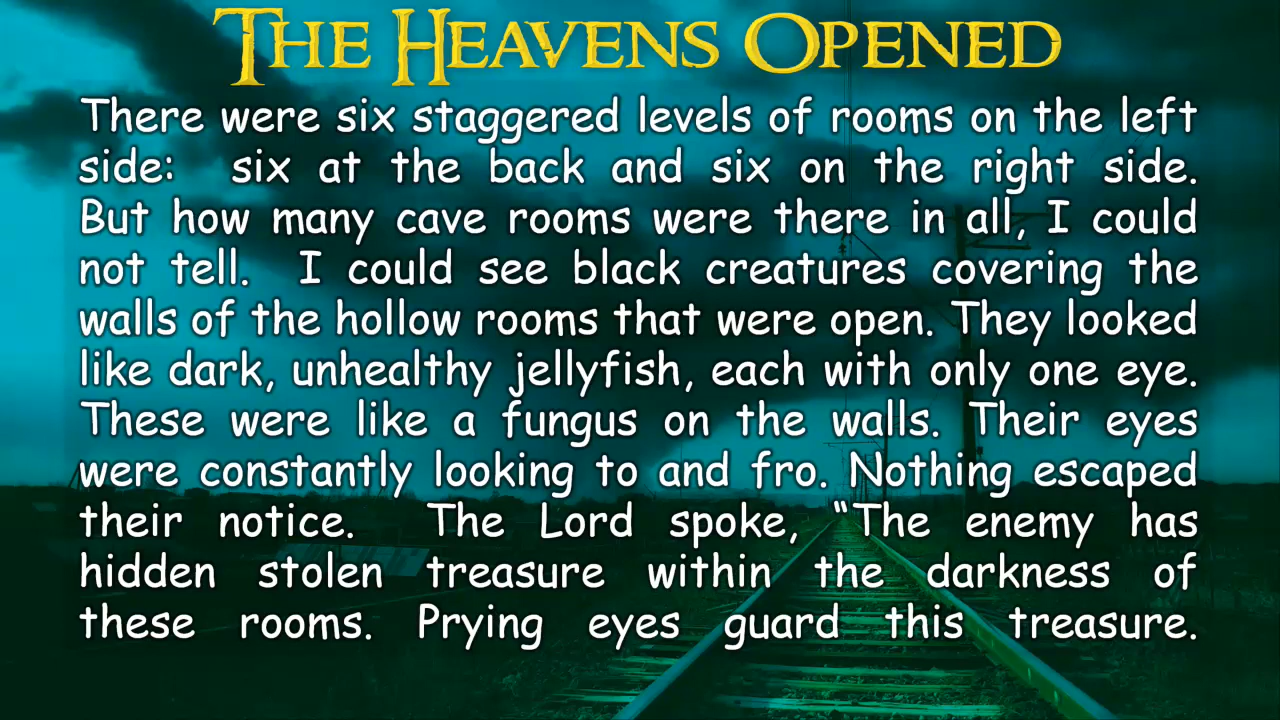 THE HEAVENS OPENED
There were six staggered levels of rooms on the left
side:  six at the back and six on the right side.
But how many cave rooms were there in all, I could
not tell.  I could see black creatures covering the
walls of the hollow rooms that were open. They looked
like dark, unhealthy jellyfish, each with only one eye.
These were like a fungus on the walls. Their eyes
were constantly looking to and fro. Nothing escaped
their notice.  The Lord spoke, “The enemy has
hidden stolen treasure within the darkness of
these rooms. Prying eyes guard this treasure.